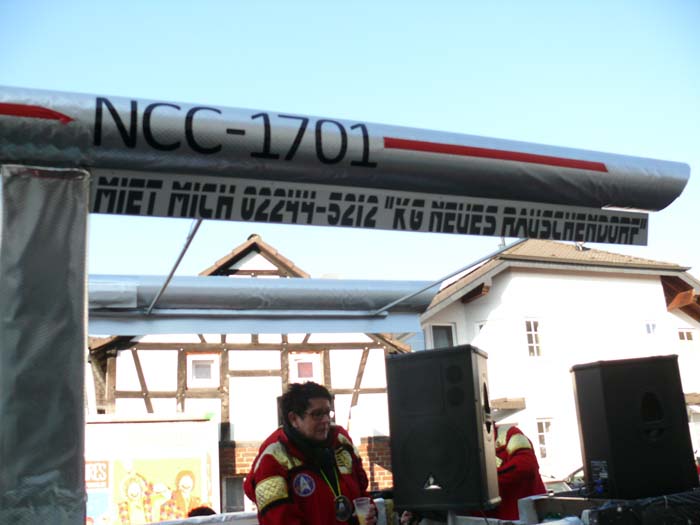 NCC-1701
MIET MICH 02244-5212 "KG NEUES RAUSCHENDORF"